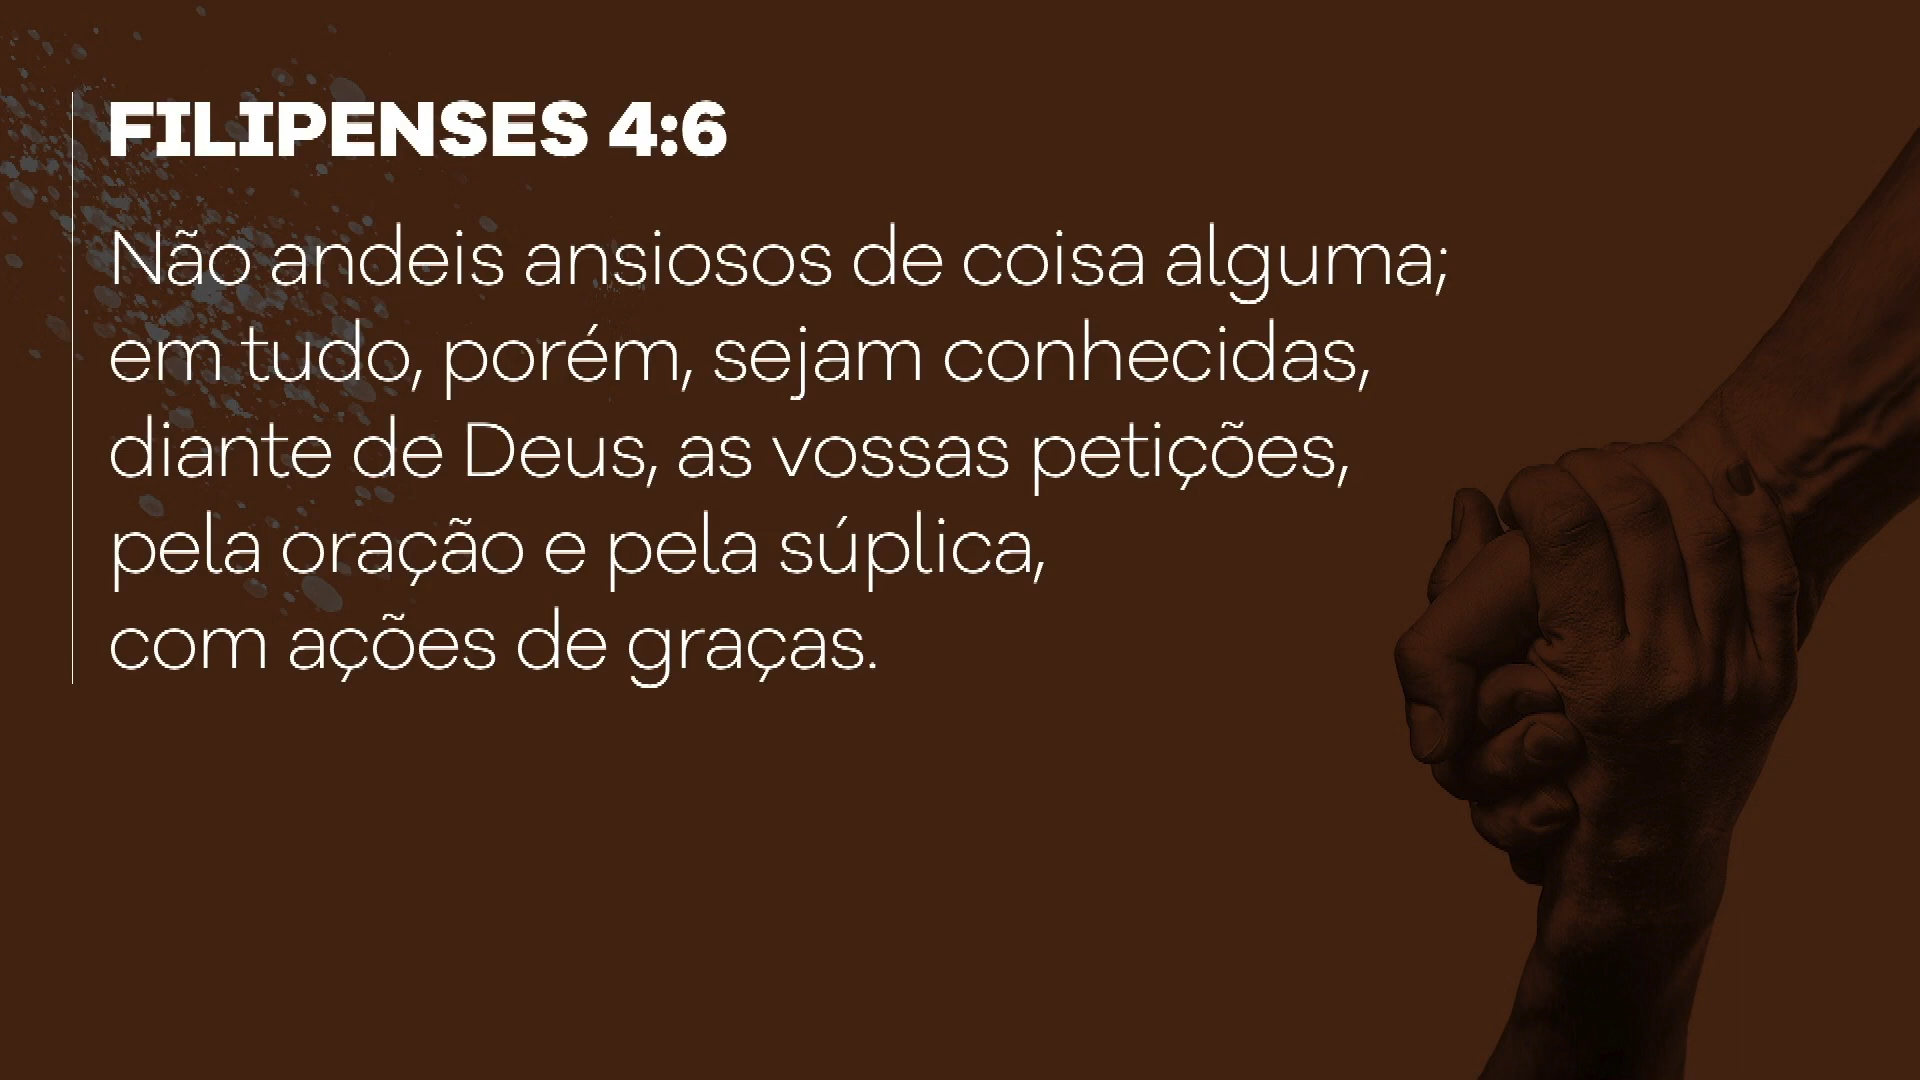 FILIPENSES 4:6
Não andeis ansiosos de coisa alguma;
em tudo, porém, sejam conhecidas,
diante de Deus, as vossas petições,
pela oração e pela súplica,
com ações de graças.